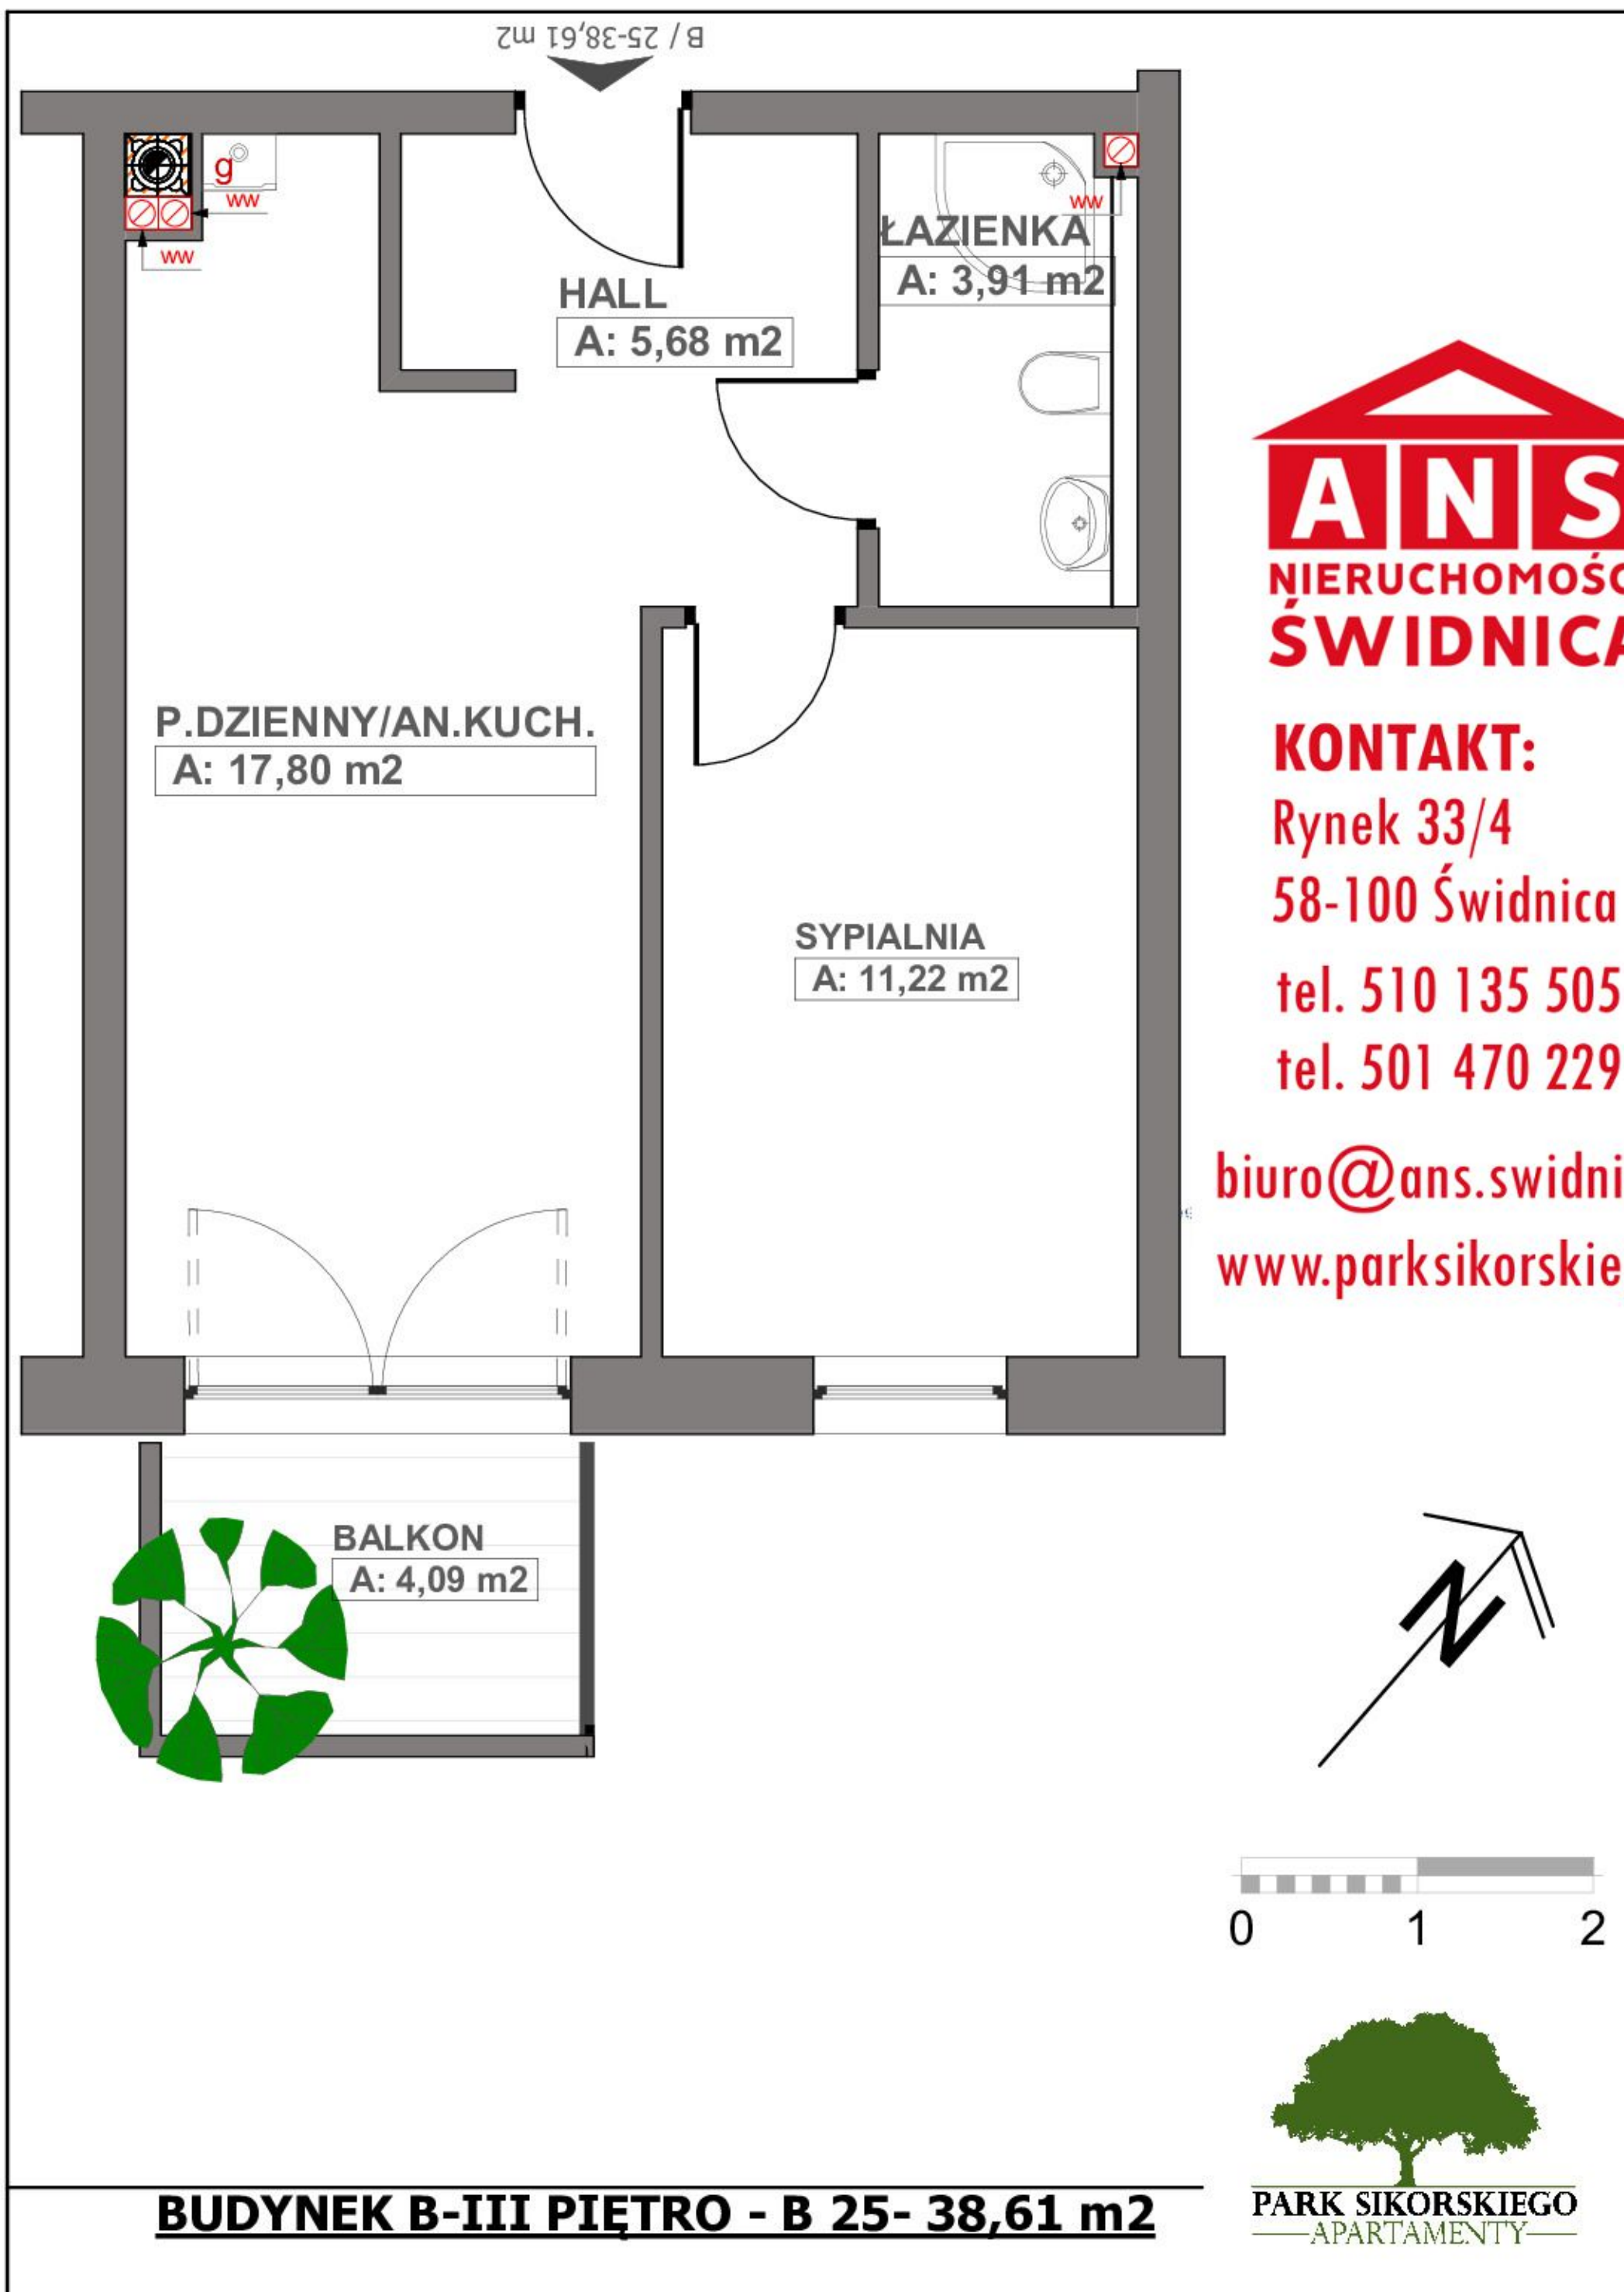 B / 25-38,61 m2
g
ww
ww
ww
ŁAZIENKA
A: 3,91 m2
HALL
A: 5,68 m2
P.DZIENNY/AN.KUCH.
A: 17,80 m2
SYPIALNIA
A: 11,22 m2
BALKON
A: 4,09 m2
ANS
NIERUCHOMOŚC
ŚWIDNICA
KONTAKT:
Rynek 33/4
58-100 Świdnica
tel. 510 135 505
tel. 501 470 229
biuro@ans.swidni
www.parksikorskie
N
0 1 2
PARK SIKORSKIEGO
APARTAMENTY
BUDYNEK B-III PIĘTRO - B 25- 38,61 m2